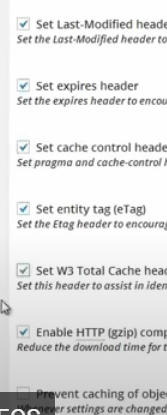 Set Last-Modified heade
Set the Last-Modified header to
Set expires header
Set the expires header to encou
Set cache control heade
Set pragma and cache-control h
Set entity tag (eTag)
Set the Etag header to encourag
Set W3 Total Cache head
Set this header to assist in iden
Enable HTTP (gzip) comp
Reduce the download time for t
Prevent caching of obje
never settings are changed